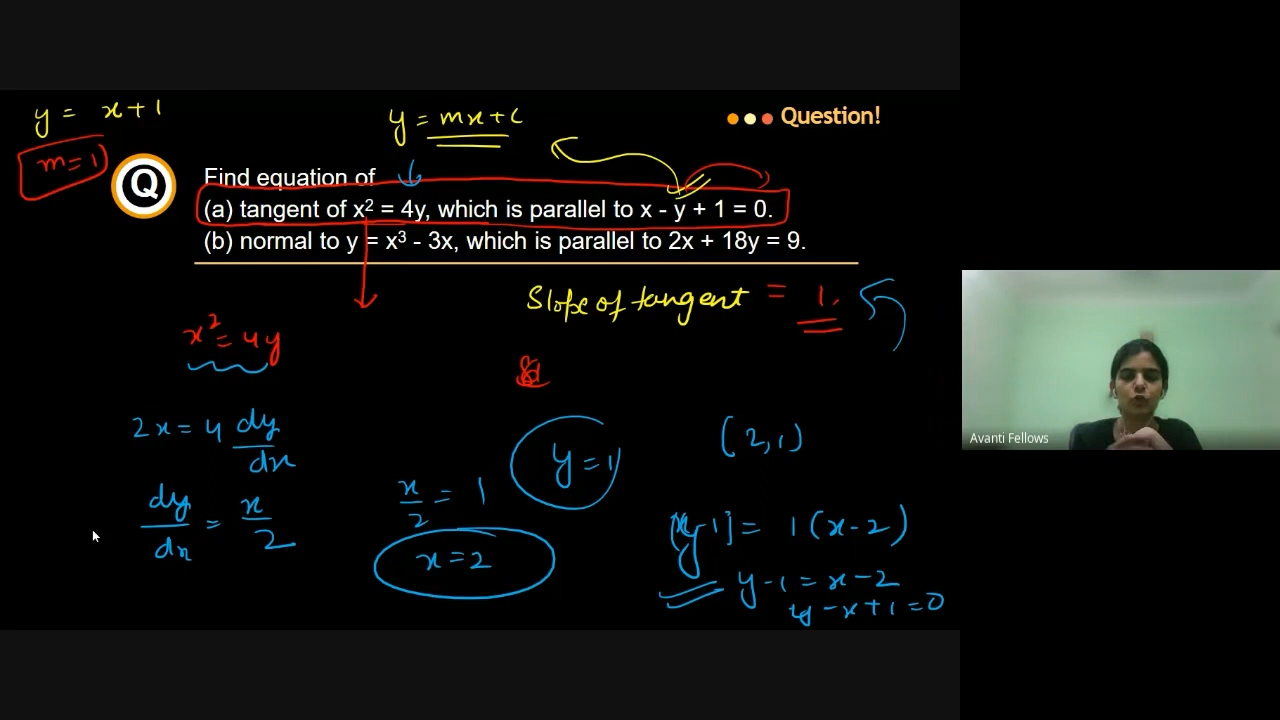 y = x + 1
m = 1
y = mx + c
Question!
Q
Find equation of
(a) tangent of x² = 4y, which is parallel to x - y + 1 = 0.
(b) normal to y = x³ - 3x, which is parallel to 2x + 18y = 9.
Slope of tangent = 1.
x² = 4y
2x = 4 dy/dx
dy/dx = x/2
x/2 = 1
x = 2
y = 1
(2,1)
(y-1) = 1(x-2)
y-1 = x-2
y-x+1 = 0
Avanti Fellows